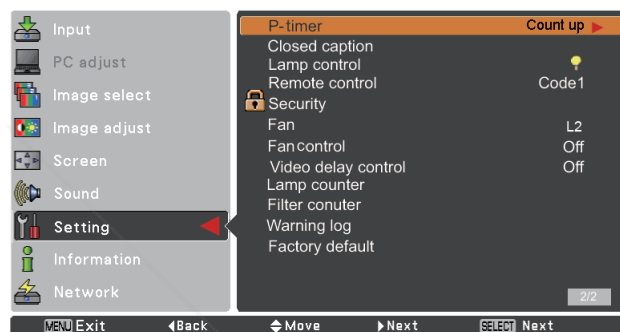 Input
PC adjust
Image select
Image adjust
Screen
Sound
Setting
Information
Network
P-timer Count up
Closed caption
Lamp control
Remote control Code1
Security
Fan L2
Fan control Off
Video delay control Off
Lamp counter
Filter conuter
Warning log
Factory default
2/2
MENU Exit Back Move Next SELECT Next